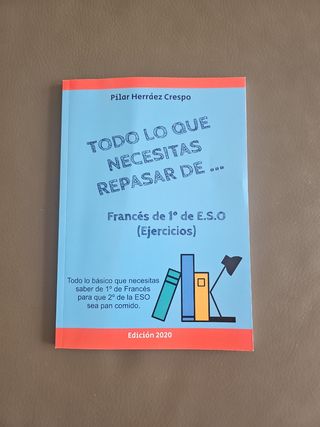 Pilar Herráez Crespo
TODO LO QUE
NECESITAS
REPASAR DE ...
Francés de 1º de E.S.O
(Ejercicios)
Todo lo básico que necesitas
saber de 1º de Francés
para que 2º de la ESO
sea pan comido.
Edición 2020